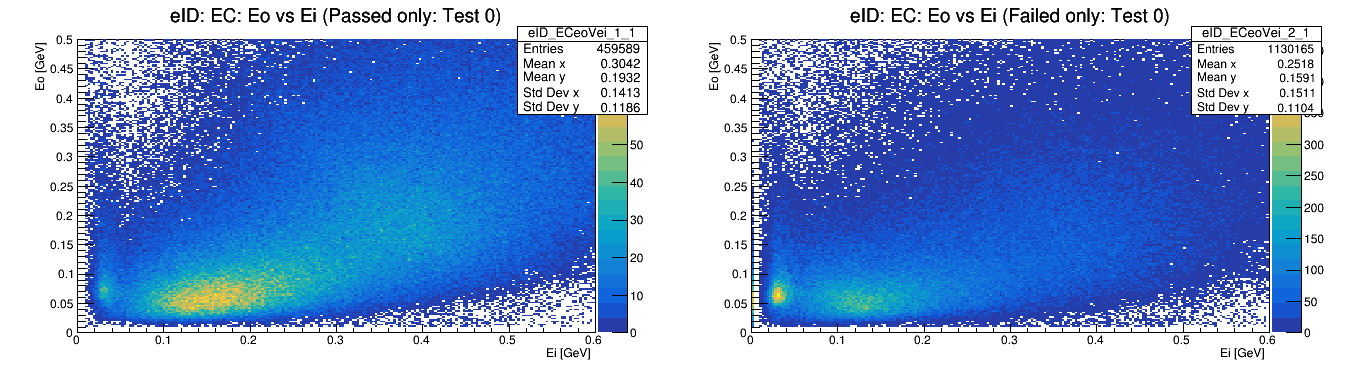 eID: EC: Eo vs Ei (Passed only: Test 0)
eID_ECeoVei_1_1
Entries 459589
Mean x 0.3042
Mean y 0.1932
Std Dev x 0.1413
Std Dev y 0.1186
Eo [GeV]
0.5
0.45
0.4
0.35
0.3
0.25
0.2
0.15
0.1
0.05
0
0 0.1 0.2 0.3 0.4 0.5 0.6
Ei [GeV]
50
40
30
20
10
0
eID: EC: Eo vs Ei (Failed only: Test 0)
eID_ECeoVei_2_1
Entries 1130165
Mean x 0.2518
Mean y 0.1591
Std Dev x 0.1511
Std Dev y 0.1104
Eo [GeV]
0.5
0.45
0.4
0.35
0.3
0.25
0.2
0.15
0.1
0.05
0
0 0.1 0.2 0.3 0.4 0.5 0.6
Ei [GeV]
300
250
200
150
100
50
0